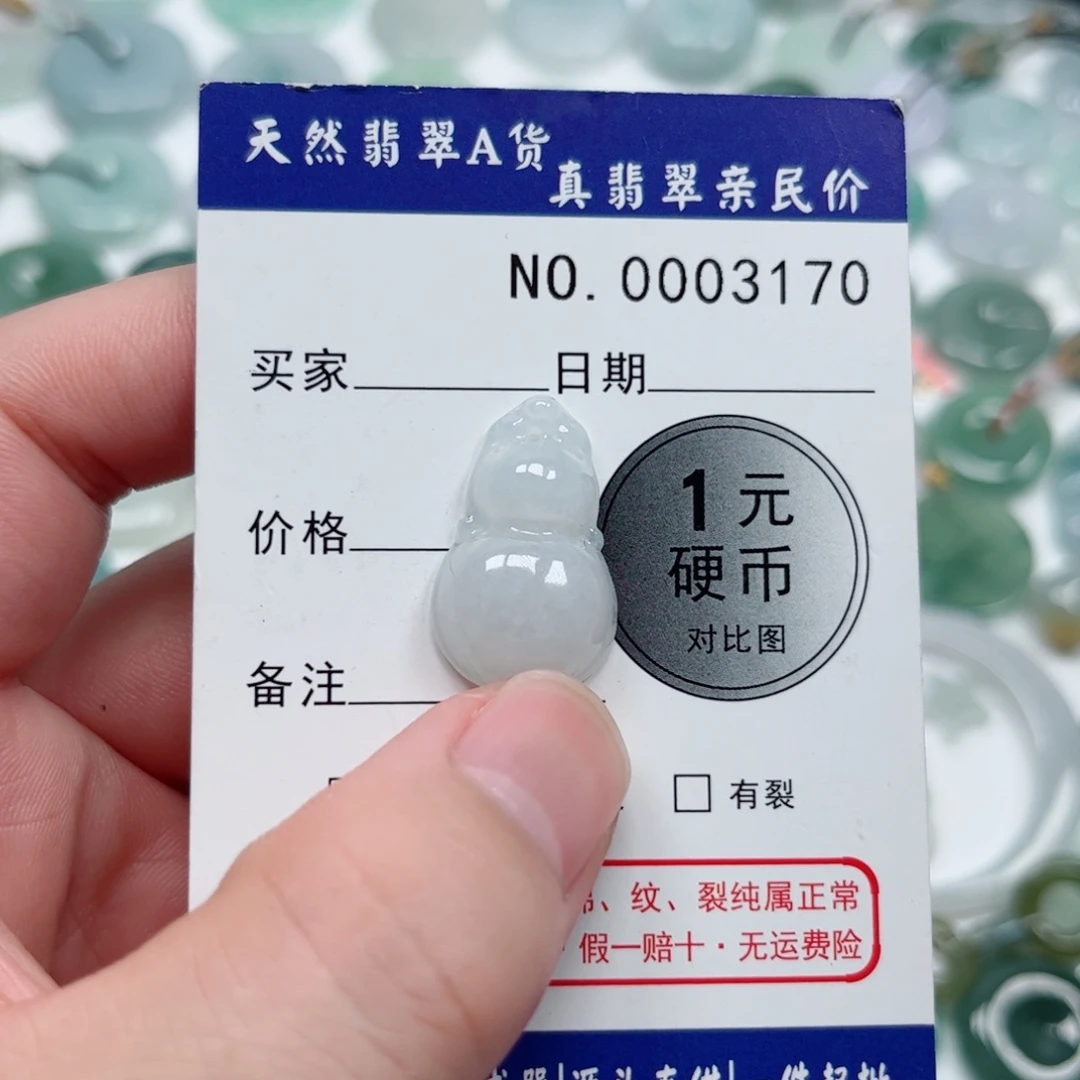 天然翡翠A货
真翡翠亲民价
NO. 0003170
买家 日期
价格
1元
硬币
对比图
备注
有裂
、纹、裂纯属正常
假一赔十·无运费险